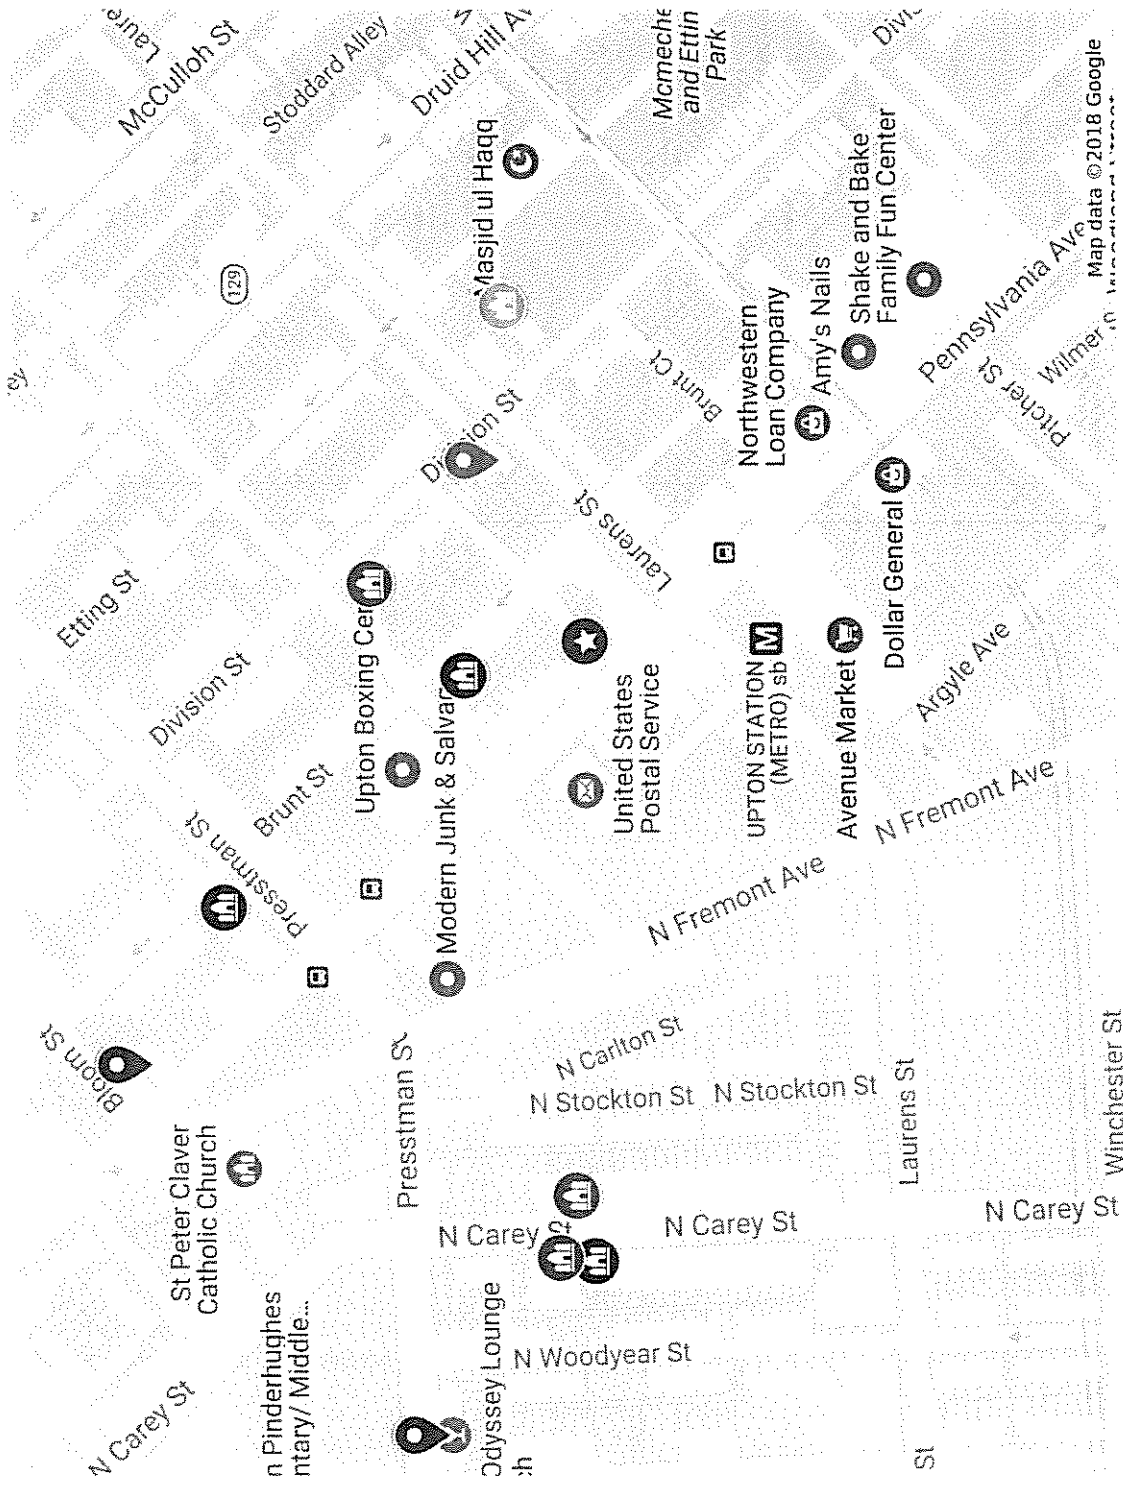 ey
Bloom St
Etting St
Laure
N Carey St
McCulloh St
St Peter Claver
Catholic Church
Division St
Presstman St
129
Stoddard Alley
n Pinderhughes
ntary/ Middle...
Brunt St
Upton Boxing Cen
Presstman St
Druid Hill Av
Modern Junk & Salvag
Division St
Masjid ul Haqq
Odyssey Lounge
ch
N Carey St
N Woodyear St
N Carlton St
N Stockton St
United States
Postal Service
Laurens St
Brunt Ct
Mcmeche
and Ettin
Park
N Carey St
N Fremont Ave
N Stockton St
UPTON STATION
(METRO) sb
M
Northwestern
Loan Company
Amy's Nails
Avenue Market
Shake and Bake
Family Fun Center
Dollar General
N Fremont Ave
Divis
Laurens St
St
Argyle Ave
Pennsylvania Ave
Pitcher St
N Carey St
Wilmer
Winchester St
Map data ©2018 Google